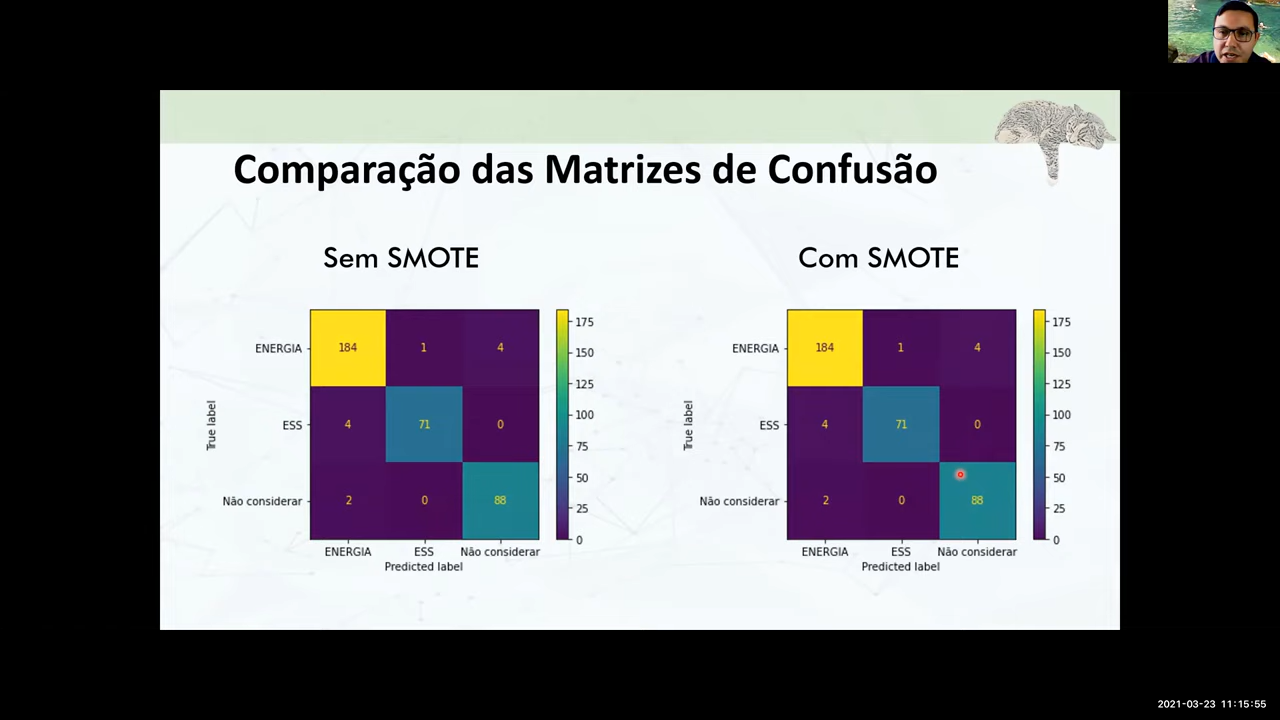 Comparação das Matrizes de Confusão
Sem SMOTE
Com SMOTE
ENERGIA 184 1 4
ESS 4 71 0
Não considerar 2 0 88
True label
ENERGIA ESS Não considerar
Predicted label
175
150
125
100
75
50
25
0
ENERGIA 184 1 4
ESS 4 71 0
Não considerar 2 0 88
True label
ENERGIA ESS Não considerar
Predicted label
175
150
125
100
75
50
25
0
2021-03-23 11:15:55